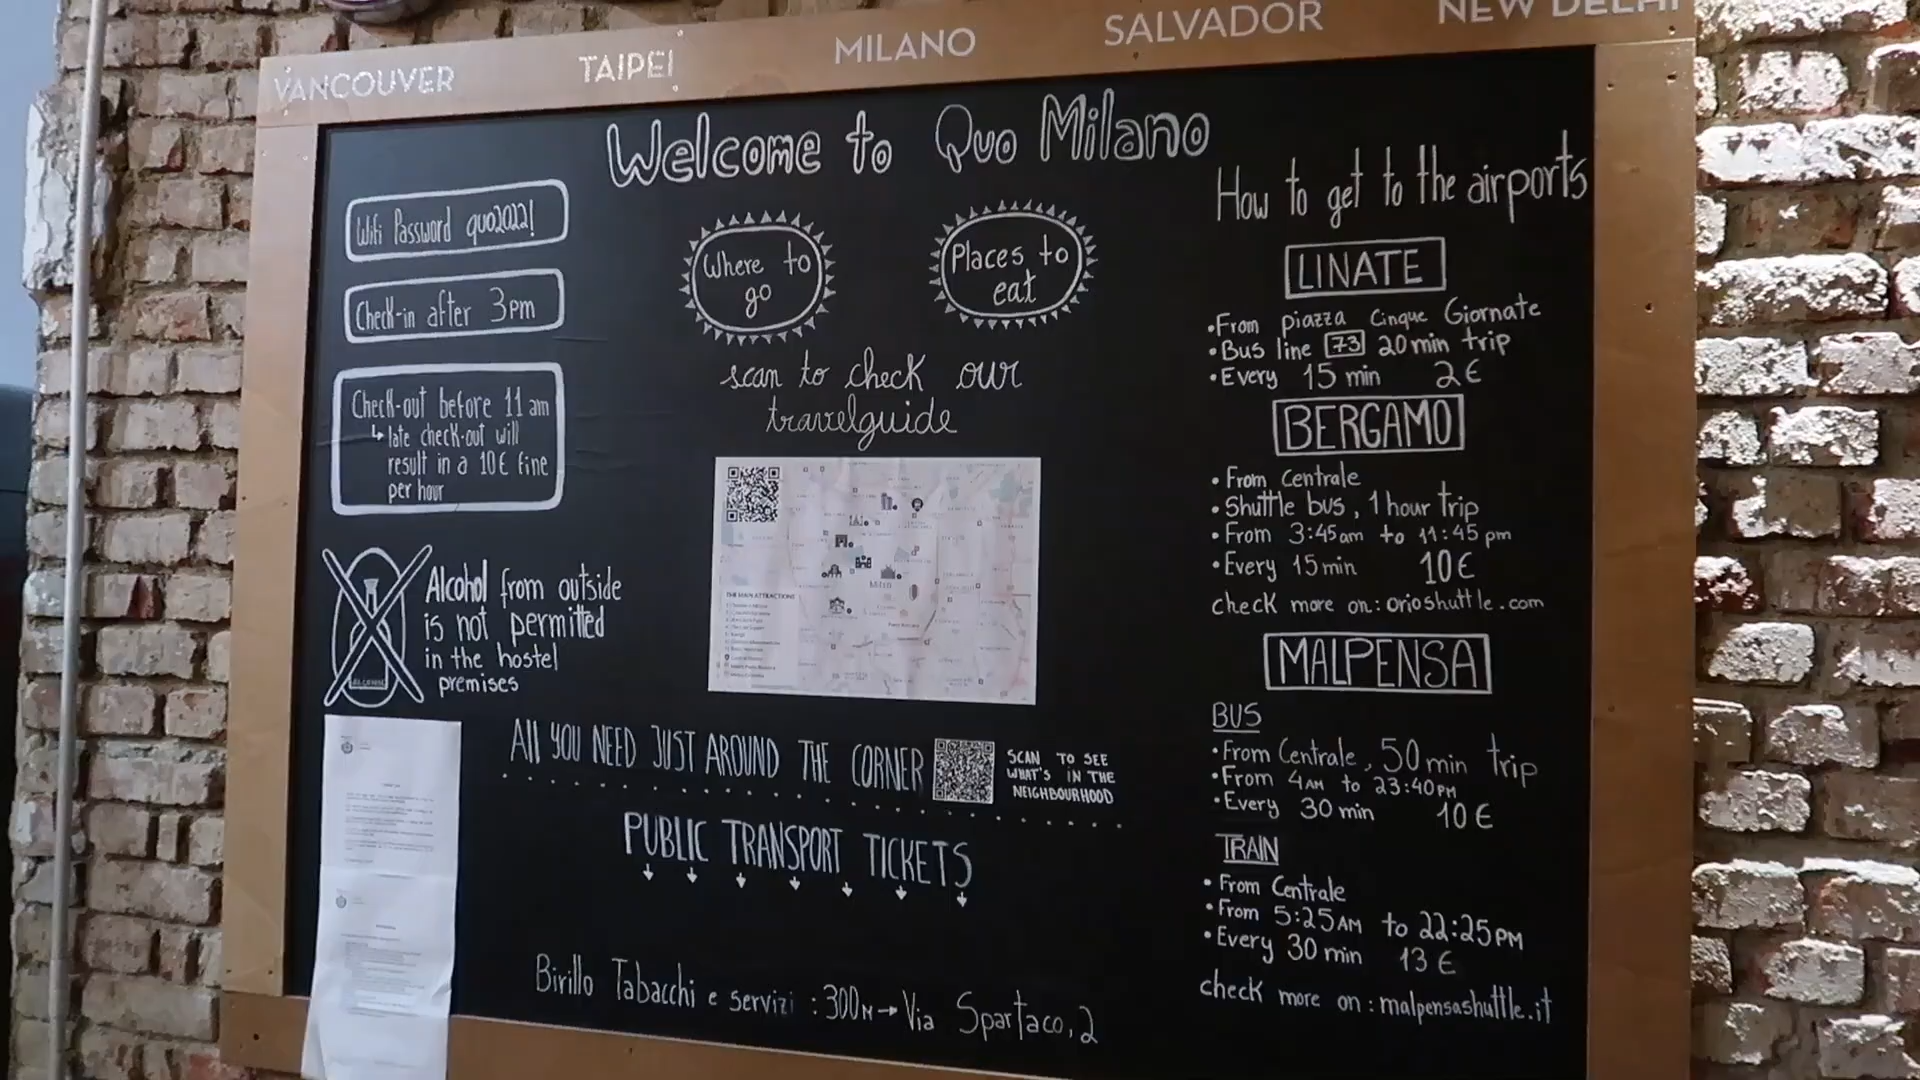 VANCOUVER TAIPEI MILANO SALVADOR NEW DELHI
Welcome to Quo Milano
Wifi Password quo2022!
Check-in after 3pm
Check-out before 11 am
↳ late check-out will
result in a 10€ fine
per hour
Alcohol from outside
is not permitted
in the hostel
premises
ALCOHOL
Where to
go
Places to
eat
scan to check our
travelguide
THE MAIN ATTRACTIONS
Milan
All YOU NEED JUST AROUND THE CORNER
SCAN TO SEE
WHAT'S IN THE
NEIGHBOURHOOD
PUBLIC TRANSPORT TICKETS
Birillo Tabacchi e servizi : 300M → Via Spartaco, 2
How to get to the airports
LINATE
• From piazza Cinque Giornate
• Bus line 73 20 min trip
• Every 15 min 2€
BERGAMO
• From Centrale
• Shuttle bus, 1 hour trip
• From 3:45am to 11:45 pm
• Every 15 min 10€
check more on: orioshuttle.com
MALPENSA
BUS
• From Centrale, 50 min trip
• From 4AM to 23:40PM
• Every 30 min 10€
TRAIN
• From Centrale
• From 5:25AM to 22:25PM
• Every 30 min 13€
check more on: malpensashuttle.it